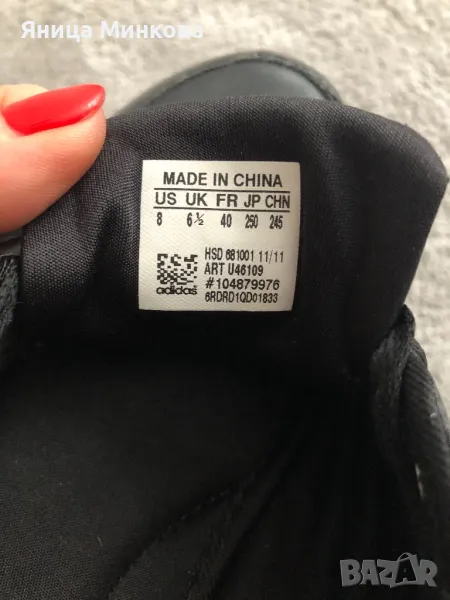 Яница Минкова
MADE IN CHINA
US UK FR JP CHN
8 6½ 40 250 245
HSD 681001 11/11
ART U46109
#104879976
adidas 6RDRD1QD01833
BAZAR